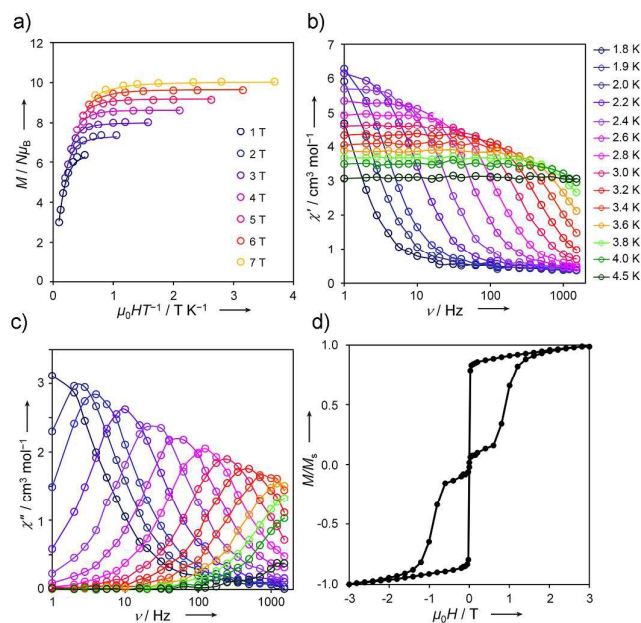 a)
M / Nμ_B
12
10
8
6
4
2
0
0 1 2 3 4
μ₀HT⁻¹ / T K⁻¹
1 T
2 T
3 T
4 T
5 T
6 T
7 T
b)
χ′ / cm³ mol⁻¹
7
6
5
4
3
2
1
0
1 10 100 1000
ν / Hz
1.8 K
1.9 K
2.0 K
2.2 K
2.4 K
2.6 K
2.8 K
3.0 K
3.2 K
3.4 K
3.6 K
3.8 K
4.0 K
4.5 K
c)
χ″ / cm³ mol⁻¹
3
2
1
0
1 10 100 1000
ν / Hz
d)
M/Mₛ
1.0
0.5
0.0
-0.5
-1.0
-3 -2 -1 0 1 2 3
μ₀H / T